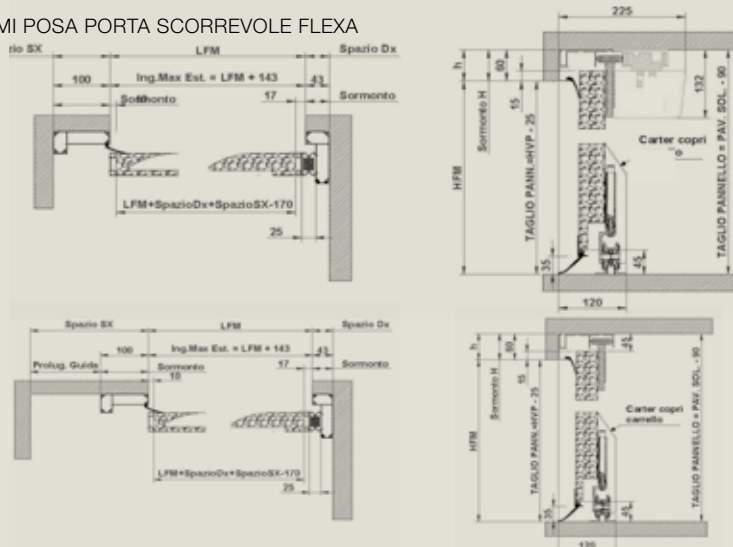 MI POSA PORTA SCORREVOLE FLEXA
zio SX
LFM
Spazio Dx
100
Ing.Max Est. = LFM + 143
43
Sormonto
17
Sormonto
LFM+SpazioDx+SpazioSX-170
25
225
h
60
132
15
Sormonto H
HFM
TAGLIO PANN.=HVP - 25
Carter copri
TAGLIO PANNELLO = PAV. SOL. - 90
35
45
120
Spazio SX
LFM
Spazio Dx
100
Ing.Max Est. = LFM + 143
43
Prolug. Guida
Sormonto
17
Sormonto
10
LFM+SpazioDx+SpazioSX-170
25
h
60
45
15
Sormonto H
HFM
TAGLIO PANN.=HVP - 25
Carter copri
carrello
TAGLIO PANNELLO = PAV. SOL. - 90
35
45
120